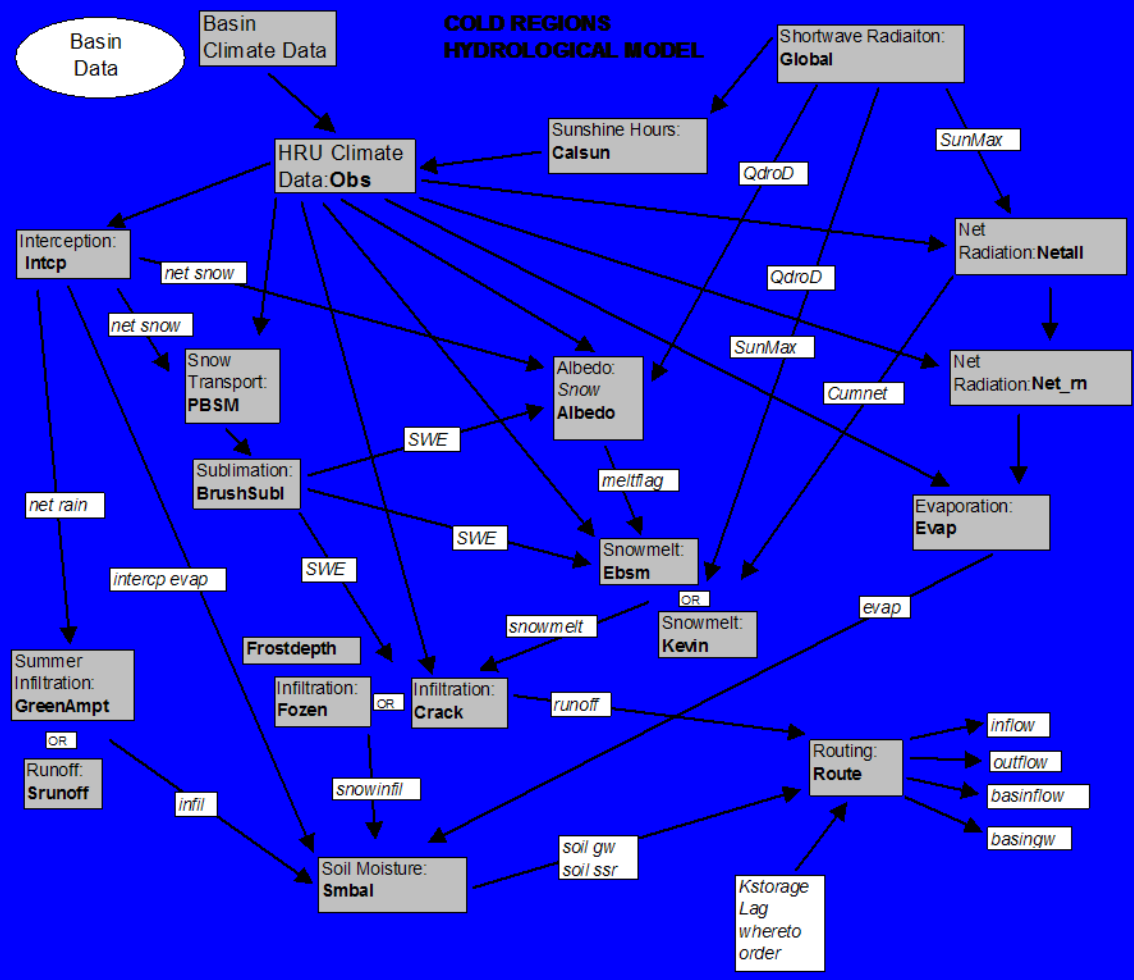 COLD REGIONS
HYDROLOGICAL MODEL
Basin
Data
Basin
Climate Data
Shortwave Radiaiton:
Global
Sunshine Hours:
Calsun
SunMax
HRU Climate
Data:Obs
QdroD
Interception:
Intcp
net snow
Net
Radiation:Netall
QdroD
net snow
SunMax
Snow
Transport:
PBSM
Albedo:
Snow
Albedo
Net
Radiation:Net_rn
Cumnet
SWE
Sublimation:
BrushSubl
meltflag
net rain
Evaporation:
Evap
SWE
Snowmelt:
Ebsm
SWE
intercp evap
OR
evap
snowmelt
Snowmelt:
Kevin
Frostdepth
Summer
Infiltration:
GreenAmpt
Infiltration:
Fozen
OR
Infiltration:
Crack
runoff
OR
Runoff:
Srunoff
infil
snowinfil
Routing:
Route
inflow
outflow
basinflow
basingw
Soil Moisture:
Smbal
soil gw
soil ssr
Kstorage
Lag
whereto
order